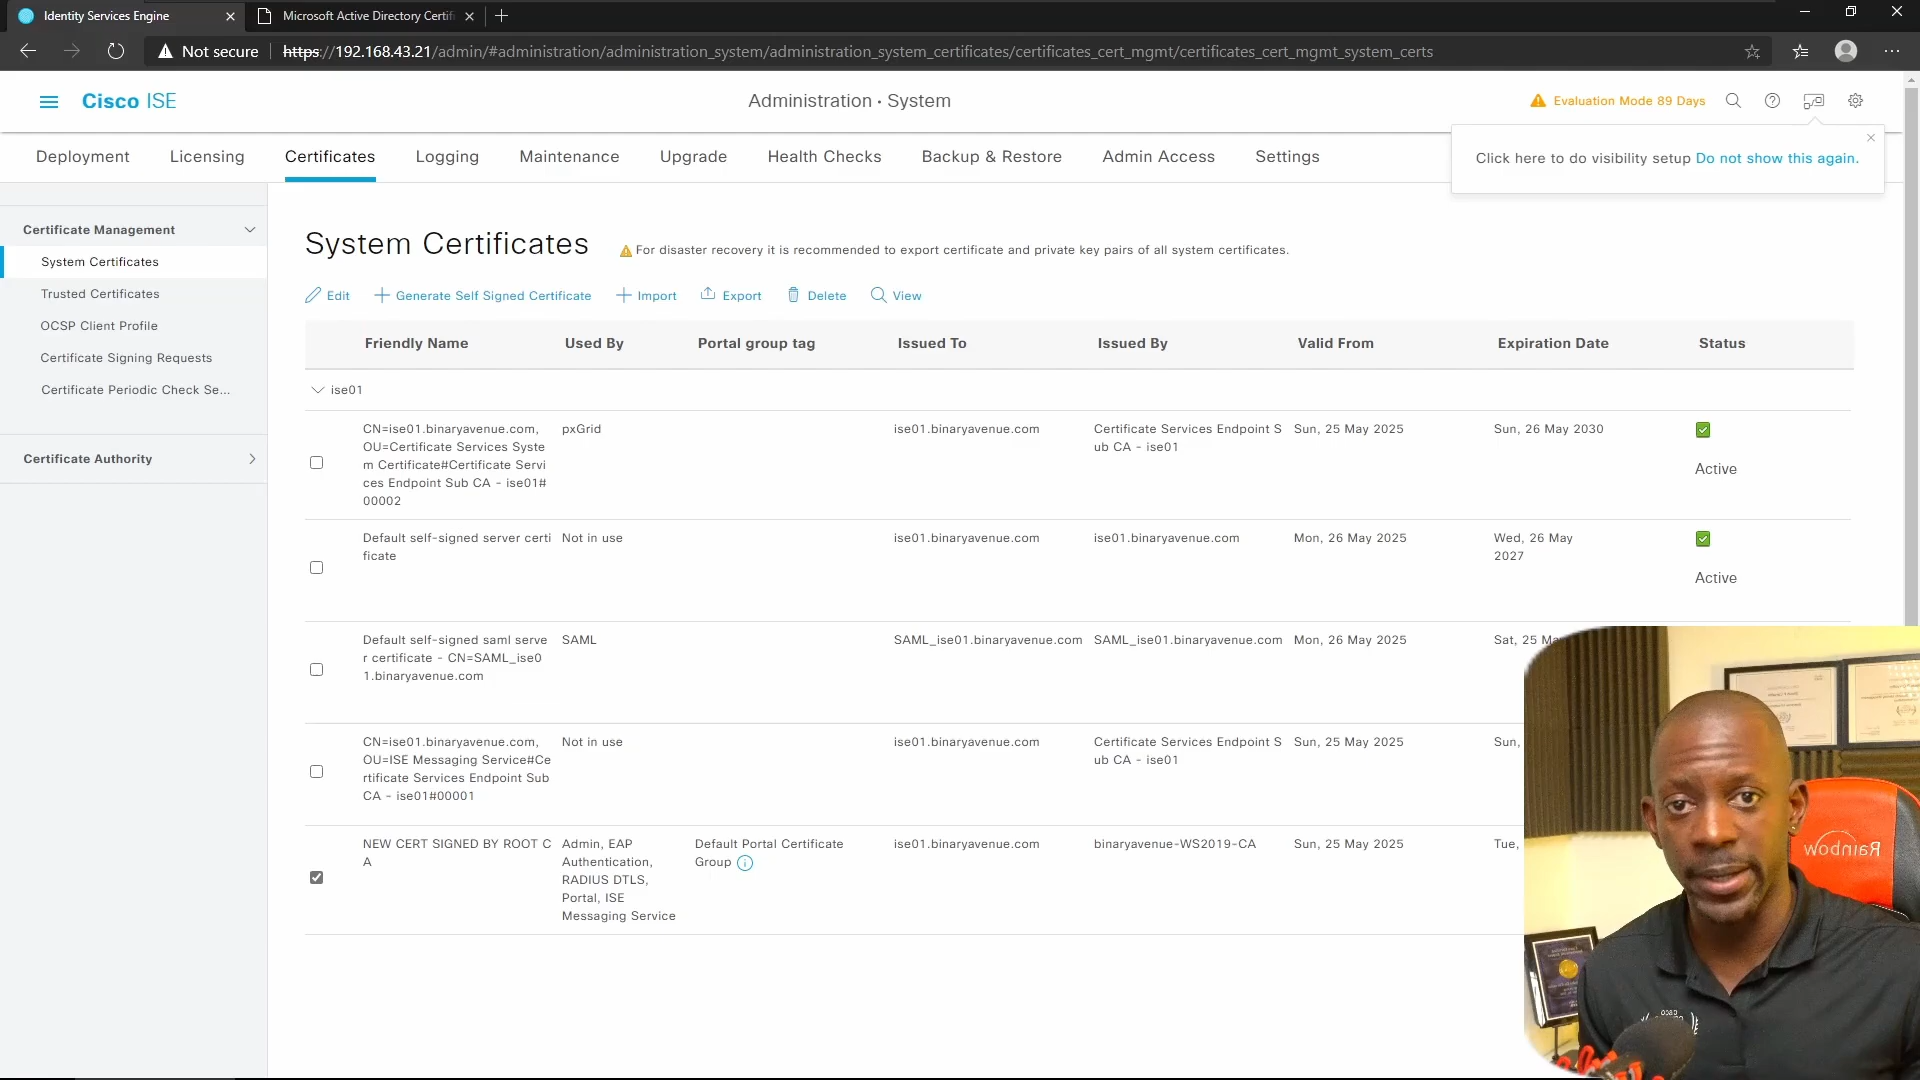 Identity Services Engine
Microsoft Active Directory Certif
Not secure
https://192.168.43.21/admin/#administration/administration_system/administration_system_certificates/certificates_cert_mgmt/certificates_cert_mgmt_system_certs
Cisco ISE
Administration · System
Evaluation Mode 89 Days
Deployment
Licensing
Certificates
Logging
Maintenance
Upgrade
Health Checks
Backup & Restore
Admin Access
Settings
Click here to do visibility setup Do not show this again.
Certificate Management
System Certificates
Trusted Certificates
OCSP Client Profile
Certificate Signing Requests
Certificate Periodic Check Se...
Certificate Authority
System Certificates
For disaster recovery it is recommended to export certificate and private key pairs of all system certificates.
Edit
Generate Self Signed Certificate
Import
Export
Delete
View
Friendly Name
Used By
Portal group tag
Issued To
Issued By
Valid From
Expiration Date
Status
ise01
CN=ise01.binaryavenue.com,
OU=Certificate Services Syste
m Certificate#Certificate Servi
ces Endpoint Sub CA - ise01#
00002
pxGrid
ise01.binaryavenue.com
Certificate Services Endpoint S
ub CA - ise01
Sun, 25 May 2025
Sun, 26 May 2030
Active
Default self-signed server certi
ficate
Not in use
ise01.binaryavenue.com
ise01.binaryavenue.com
Mon, 26 May 2025
Wed, 26 May
2027
Active
Default self-signed saml serve
r certificate - CN=SAML_ise0
1.binaryavenue.com
SAML
SAML_ise01.binaryavenue.com
SAML_ise01.binaryavenue.com
Mon, 26 May 2025
Sat, 25 Ma
CN=ise01.binaryavenue.com,
OU=ISE Messaging Service#Ce
rtificate Services Endpoint Sub
CA - ise01#00001
Not in use
ise01.binaryavenue.com
Certificate Services Endpoint S
ub CA - ise01
Sun, 25 May 2025
Sun,
NEW CERT SIGNED BY ROOT C
A
Admin, EAP
Authentication,
RADIUS DTLS,
Portal, ISE
Messaging Service
Default Portal Certificate
Group
ise01.binaryavenue.com
binaryavenue-WS2019-CA
Sun, 25 May 2025
Tue,
Rainbow